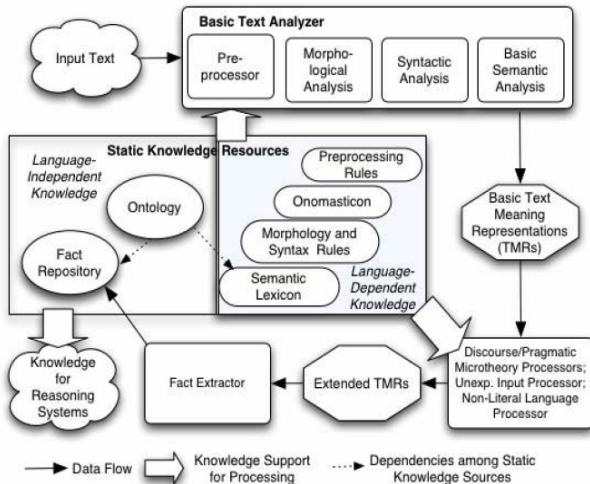 Basic Text Analyzer
Input Text
Pre-
processor
Morpho-
logical
Analysis
Syntactic
Analysis
Basic
Semantic
Analysis
Static Knowledge Resources
Language-
Independent
Knowledge
Ontology
Fact
Repository
Preprocessing
Rules
Onomasticon
Morphology and
Syntax Rules
Semantic
Lexicon
Language-
Dependent
Knowledge
Basic Text
Meaning
Representations
(TMRs)
Knowledge
for
Reasoning
Systems
Fact Extractor
Extended TMRs
Discourse/Pragmatic
Microtheory Processors;
Unexp. Input Processor;
Non-Literal Language
Processor
Data Flow
Knowledge Support
for Processing
Dependencies among Static
Knowledge Sources